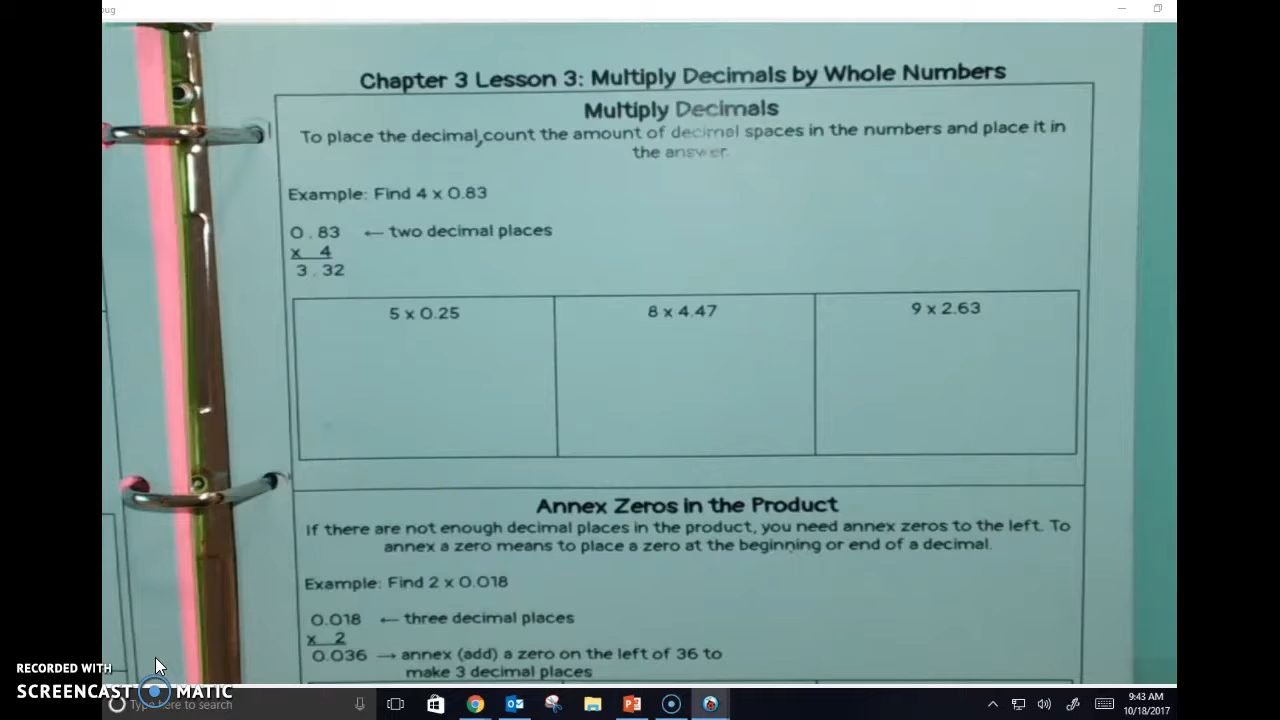 oug
Chapter 3 Lesson 3: Multiply Decimals by Whole Numbers
Multiply Decimals
To place the decimal, count the amount of decimal spaces in the numbers and place it in
the answer.
Example: Find 4 x 0.83
0.83 ← two decimal places
x 4
3.32
5 x 0.25
8 x 4.47
9 x 2.63
Annex Zeros in the Product
If there are not enough decimal places in the product, you need annex zeros to the left. To
annex a zero means to place a zero at the beginning or end of a decimal.
Example: Find 2 x 0.018
0.018 ← three decimal places
x 2
0.036 → annex (add) a zero on the left of 36 to
make 3 decimal places
RECORDED WITH
SCREENCAST MATIC
Type here to search
9:43 AM
10/18/2017